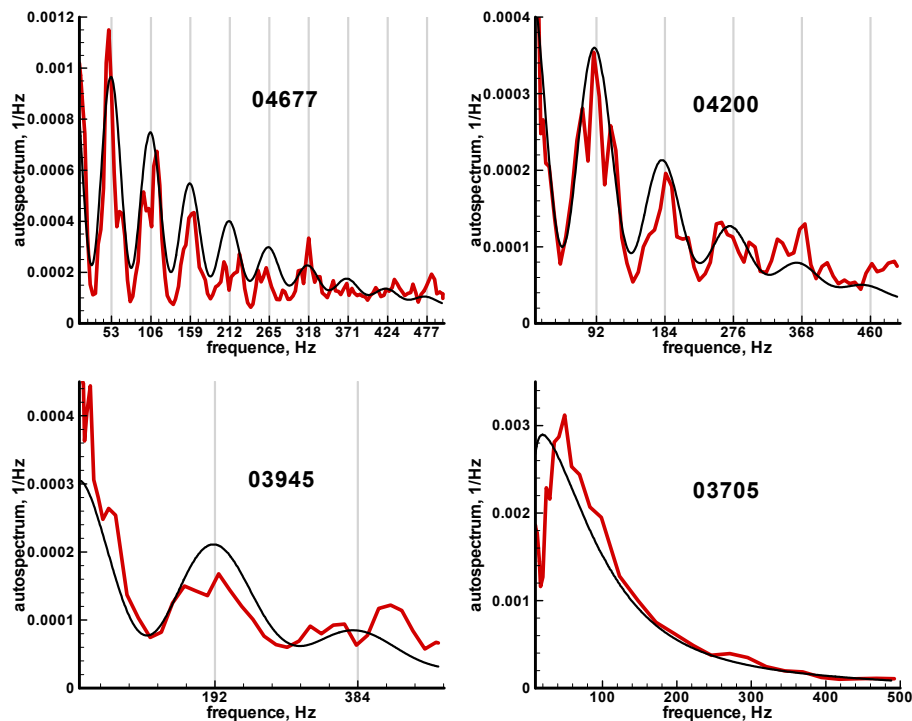 0.0012
0.001
0.0008
0.0006
0.0004
0.0002
0
autospectrum, 1/Hz
04677
53 106 159 212 265 318 371 424 477
frequence, Hz
0.0004
0.0003
0.0002
0.0001
0
autospectrum, 1/Hz
04200
92 184 276 368 460
frequence, Hz
0.0004
0.0003
0.0002
0.0001
0
autospectrum, 1/Hz
03945
192 384
frequence, Hz
0.003
0.002
0.001
0
autospectrum, 1/Hz
03705
100 200 300 400 500
frequence, Hz